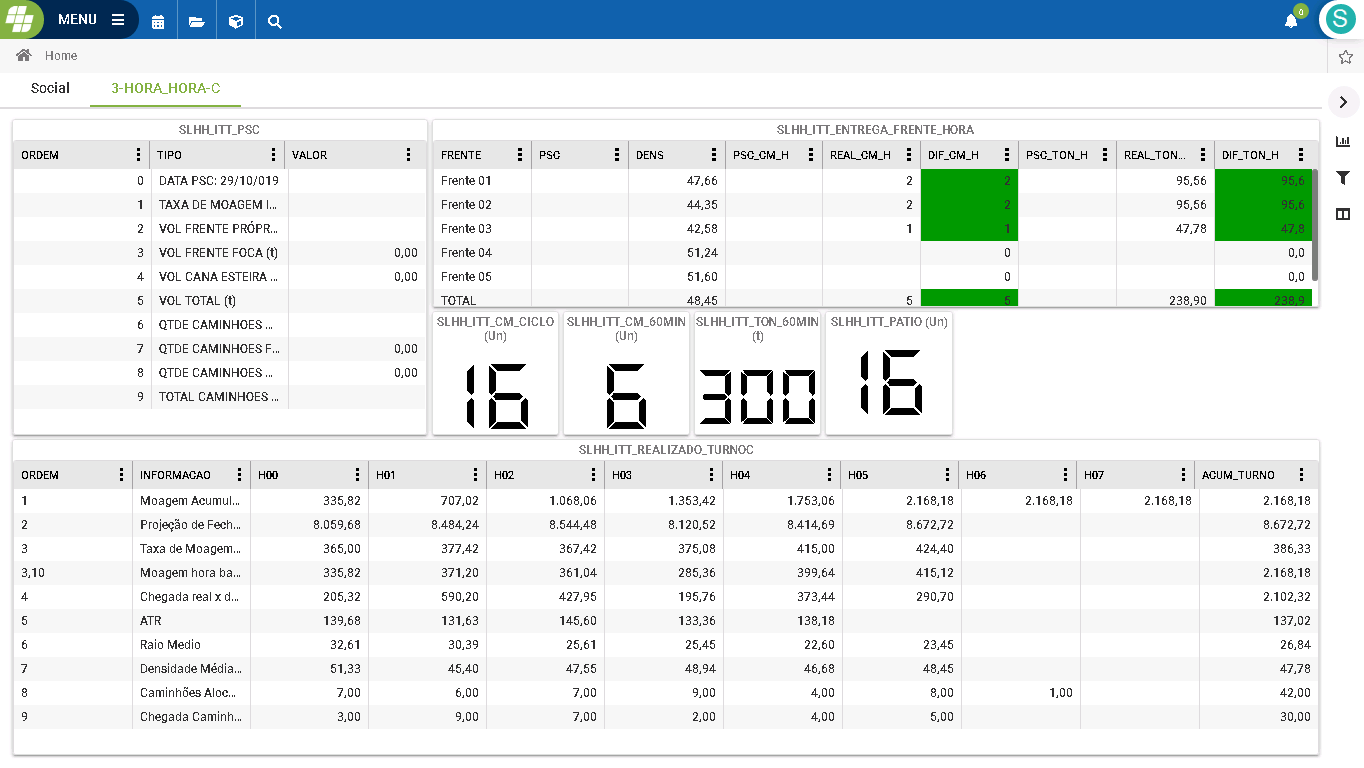 MENU
0
S
Home
Social 3-HORA_HORA-C
SLHH_ITT_PSC
ORDEM TIPO VALOR
0 DATA PSC: 29/10/019
1 TAXA DE MOAGEM I...
2 VOL FRENTE PRÓPR...
3 VOL FRENTE FOCA (t) 0,00
4 VOL CANA ESTEIRA ... 0,00
5 VOL TOTAL (t)
6 QTDE CAMINHOES ...
7 QTDE CAMINHOES F... 0,00
8 QTDE CAMINHOES ... 0,00
9 TOTAL CAMINHOES ...
SLHH_ITT_ENTREGA_FRENTE_HORA
FRENTE PSC DENS PSC_CM_H REAL_CM_H DIF_CM_H PSC_TON_H REAL_TON... DIF_TON_H
Frente 01 47,66 2 2 95,56 95,6
Frente 02 44,35 2 2 95,56 95,6
Frente 03 42,58 1 1 47,78 47,8
Frente 04 51,24 0 0,0
Frente 05 51,60 0 0,0
TOTAL 48,45 5 5 238,90 238,9
SLHH_ITT_CM_CICLO
(Un)
16
SLHH_ITT_CM_60MIN
(Un)
6
SLHH_ITT_TON_60MIN
(t)
300
SLHH_ITT_PATIO (Un)
16
SLHH_ITT_REALIZADO_TURNOC
ORDEM INFORMACAO H00 H01 H02 H03 H04 H05 H06 H07 ACUM_TURNO
1 Moagem Acumul... 335,82 707,02 1.068,06 1.353,42 1.753,06 2.168,18 2.168,18 2.168,18 2.168,18
2 Projeção de Fech... 8.059,68 8.484,24 8.544,48 8.120,52 8.414,69 8.672,72 8.672,72
3 Taxa de Moagem... 365,00 377,42 367,42 375,08 415,00 424,40 386,33
3,10 Moagem hora ba... 335,82 371,20 361,04 285,36 399,64 415,12 2.168,18
4 Chegada real x d... 205,32 590,20 427,95 195,76 373,44 290,70 2.102,32
5 ATR 139,68 131,63 145,60 133,36 138,18 137,02
6 Raio Medio 32,61 30,39 25,61 25,45 22,60 23,45 26,84
7 Densidade Média... 51,33 45,40 47,55 48,94 46,68 48,45 47,78
8 Caminhões Aloc... 7,00 6,00 7,00 9,00 4,00 8,00 1,00 42,00
9 Chegada Caminh... 3,00 9,00 7,00 2,00 4,00 5,00 30,00